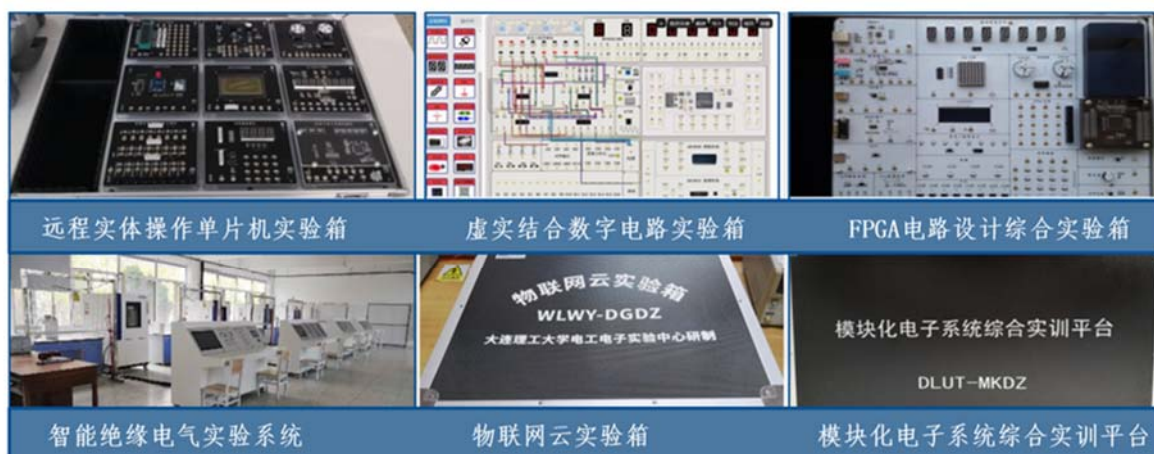 远程实体操作单片机实验箱
虚实结合数字电路实验箱
FPGA电路设计综合实验箱
物联网云实验箱
WLWY-DGDZ
大连理工大学电工电子实验中心研制
模块化电子系统综合实训平台
DLUT-MKDZ
智能绝缘电气实验系统
物联网云实验箱
模块化电子系统综合实训平台